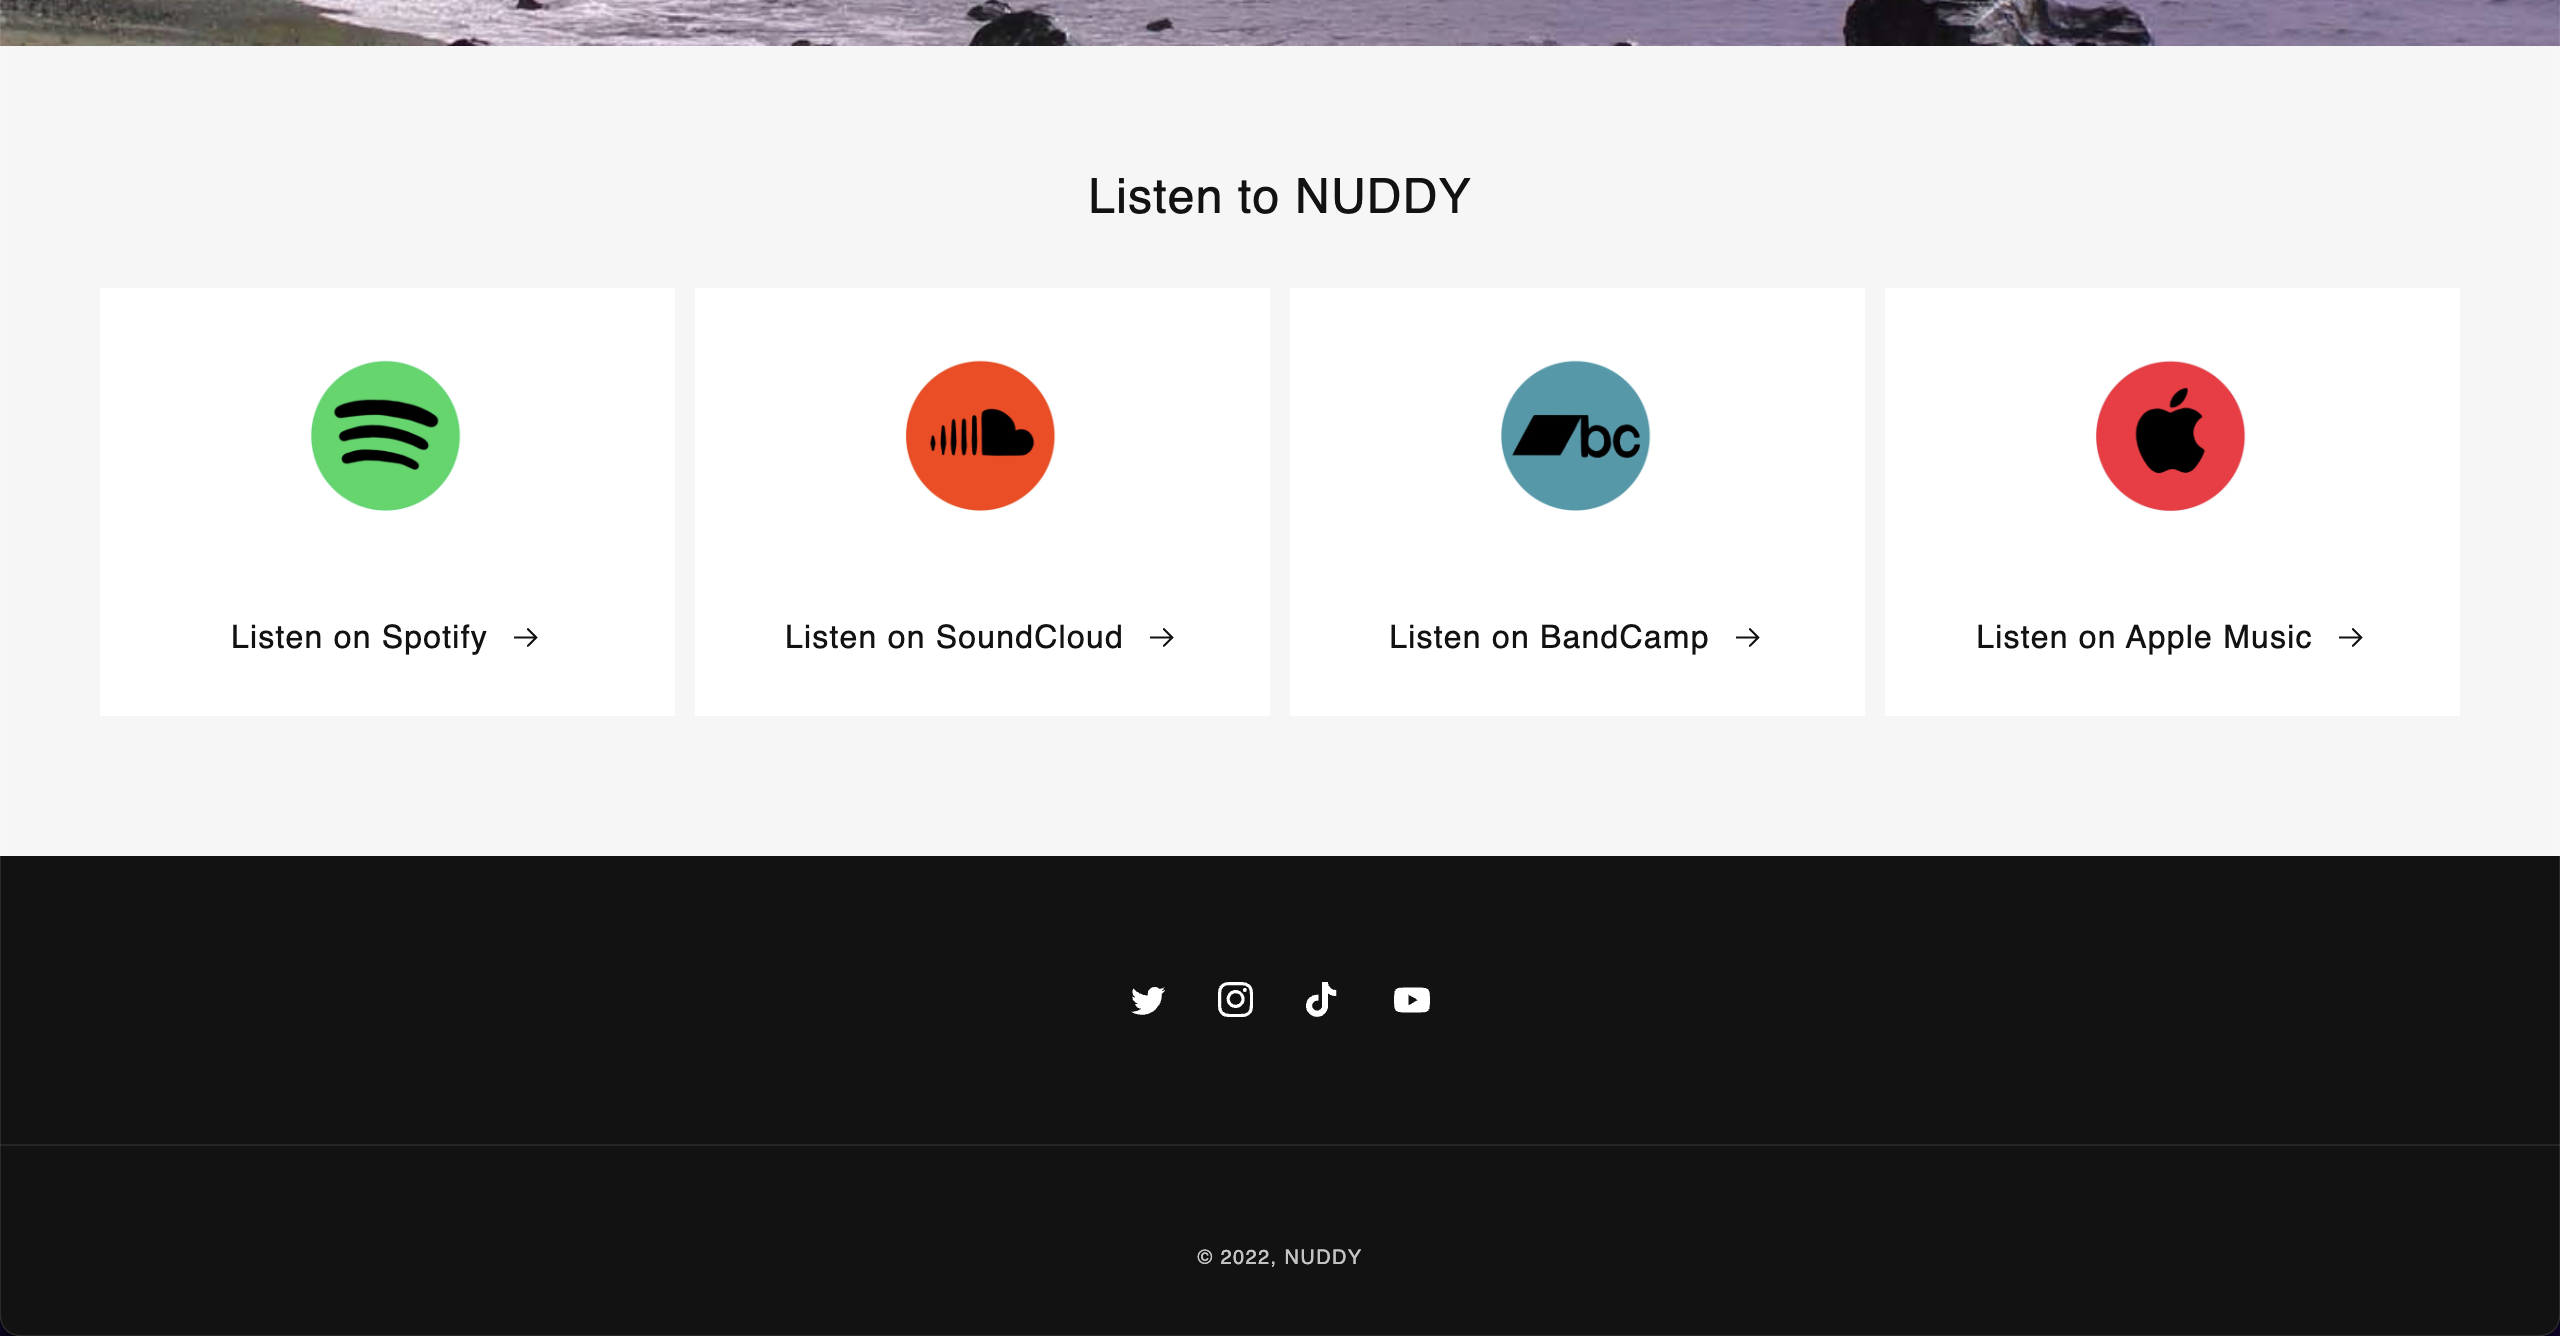 Listen to NUDDY
bc
Listen on Spotify →
Listen on SoundCloud →
Listen on BandCamp →
Listen on Apple Music →
© 2022, NUDDY